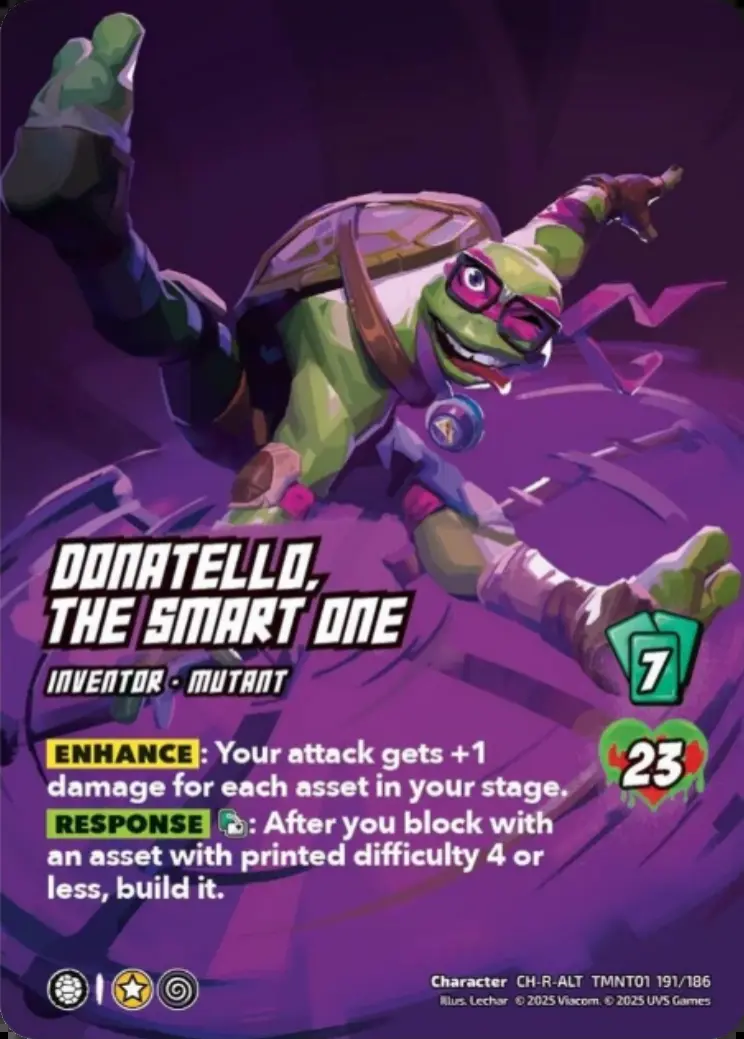 DONATELLO,
THE SMART ONE
INVENTOR • MUTANT
7
23
ENHANCE: Your attack gets +1
damage for each asset in your stage.
RESPONSE : After you block with
an asset with printed difficulty 4 or
less, build it.
Character CH-R-ALT TMNT01 191/186
Illus. Lechar © 2025 Viacom. © 2025 UVS Games